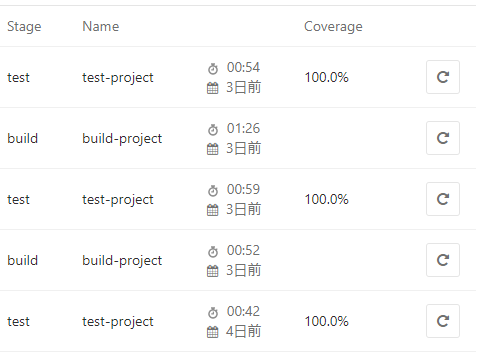 Stage Name Coverage
test test-project 00:54 100.0%
3日前
build build-project 01:26
3日前
test test-project 00:59 100.0%
3日前
build build-project 00:52
3日前
test test-project 00:42 100.0%
4日前